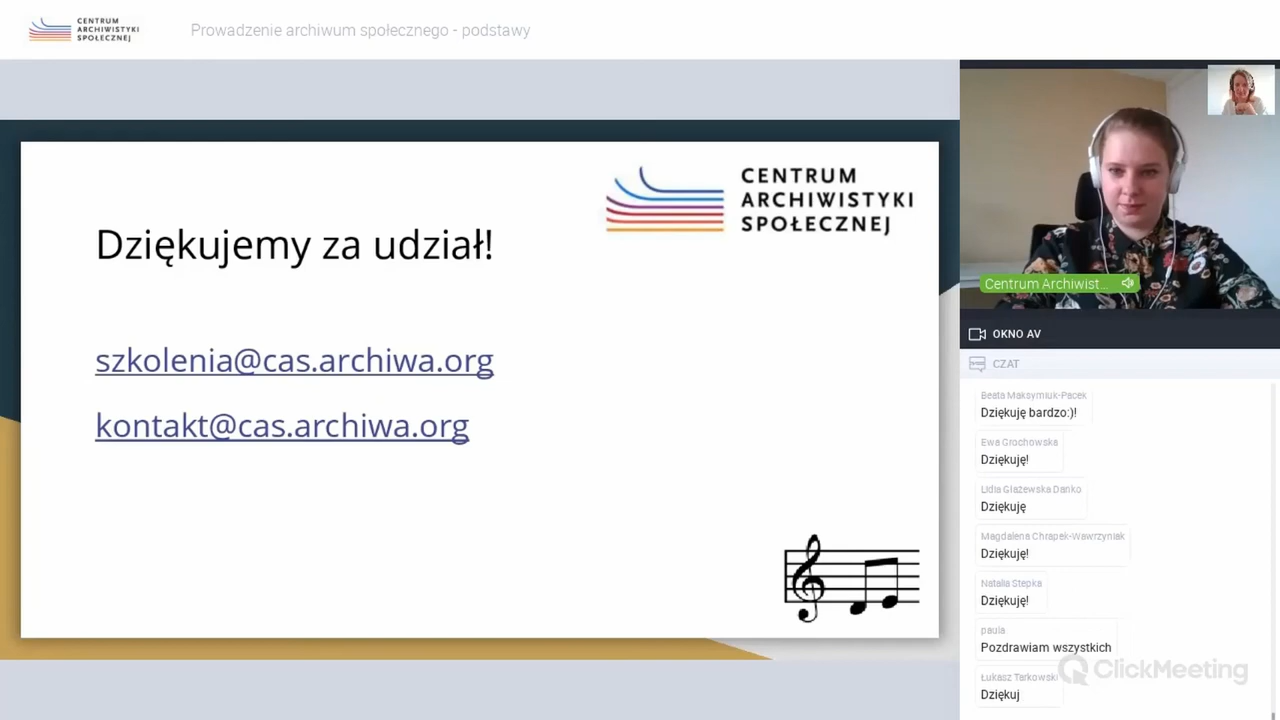 CENTRUM
ARCHIWISTYKI
SPOŁECZNEJ
Prowadzenie archiwum społecznego - podstawy
CENTRUM
ARCHIWISTYKI
SPOŁECZNEJ
Dziękujemy za udział!
szkolenia@cas.archiwa.org
kontakt@cas.archiwa.org
Centrum Archiwist...
OKNO AV
CZAT
Beata Maksymiuk-Pacek
Dziękuję bardzo:)!
Ewa Grochowska
Dziękuję!
Lidia Głażewska Dańko
Dziękuję
Magdalena Chrapek-Wawrzyniak
Dziękuję!
Natalia Stepka
Dziękuję!
paula
Pozdrawiam wszystkich
Łukasz Tarkowski
Dziękuj
ClickMeeting